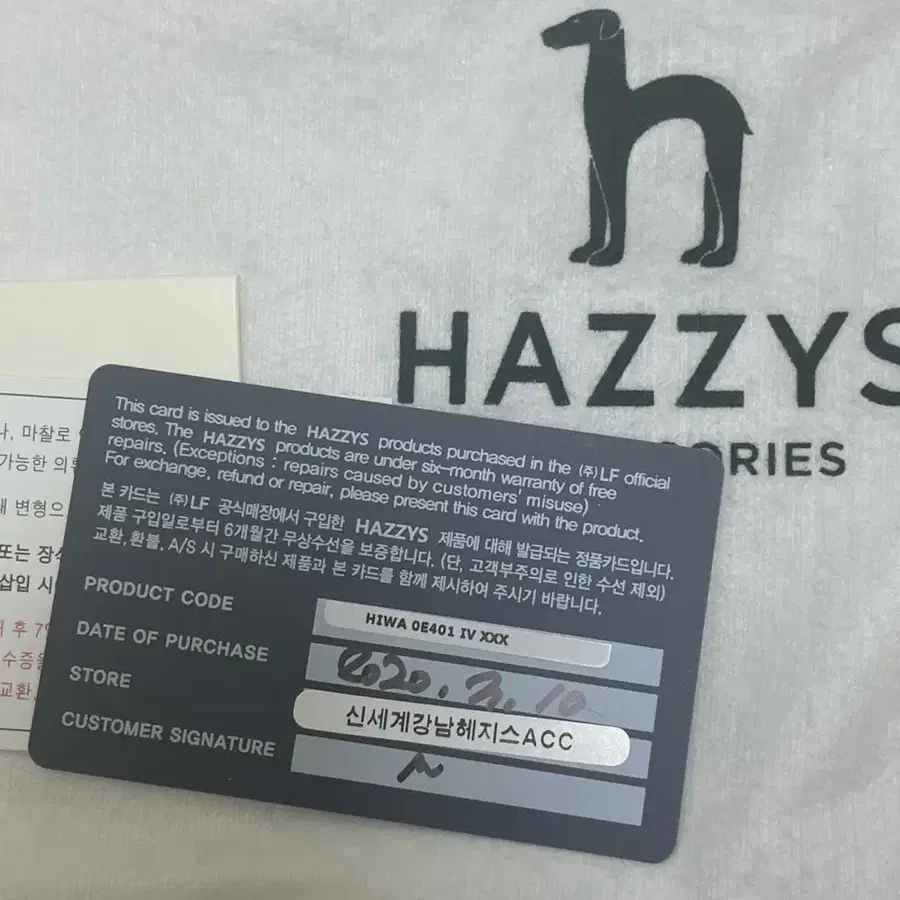 HAZZYS
ORIES
This card is issued to the HAZZYS products purchased in the (주)LF official
stores. The HAZZYS products are under six-month warranty of free
repairs. (Exceptions : repairs caused by customers' misuse)
For exchange, refund or repair, please present this card with the product.
본 카드는 (주)LF 공식매장에서 구입한 HAZZYS 제품에 대해 발급되는 정품카드입니다.
제품 구입일로부터 6개월간 무상수선을 보증합니다. (단, 고객부주의로 인한 수선 제외)
교환, 환불, A/S 시 구매하신 제품과 본 카드를 함께 제시하여 주시기 바랍니다.
PRODUCT CODE HIWA 0E401 IV XXX
DATE OF PURCHASE 2020. 3. 10
STORE 신세계강남헤지스ACC
CUSTOMER SIGNATURE
나, 마찰로
가능한 의
변형으
또는 장식
삽입 시
후 7
수증을
교환,